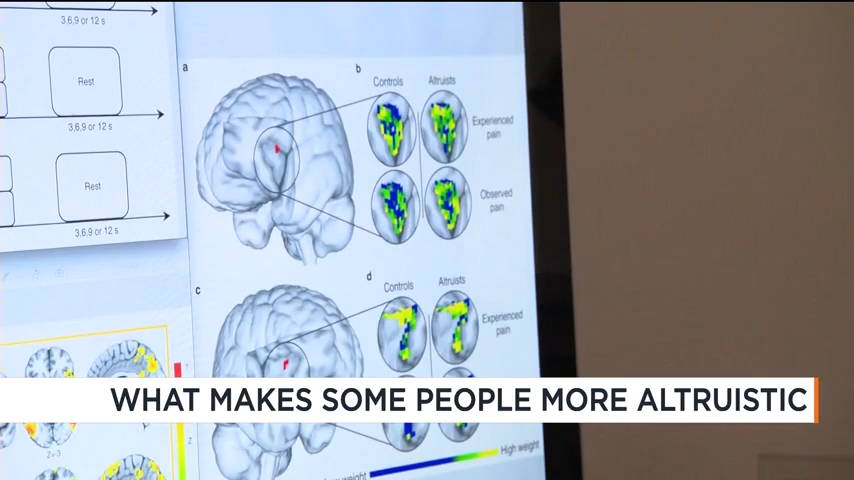 3,6,9 or 12 s
Rest
3,6,9 or 12 s
Rest
3,6,9 or 12 s
a
b
Controls
Altruists
Experienced
pain
Observed
pain
c
d
Controls
Altruists
Experienced
pain
WHAT MAKES SOME PEOPLE MORE ALTRUISTIC
High weight
weight
Z